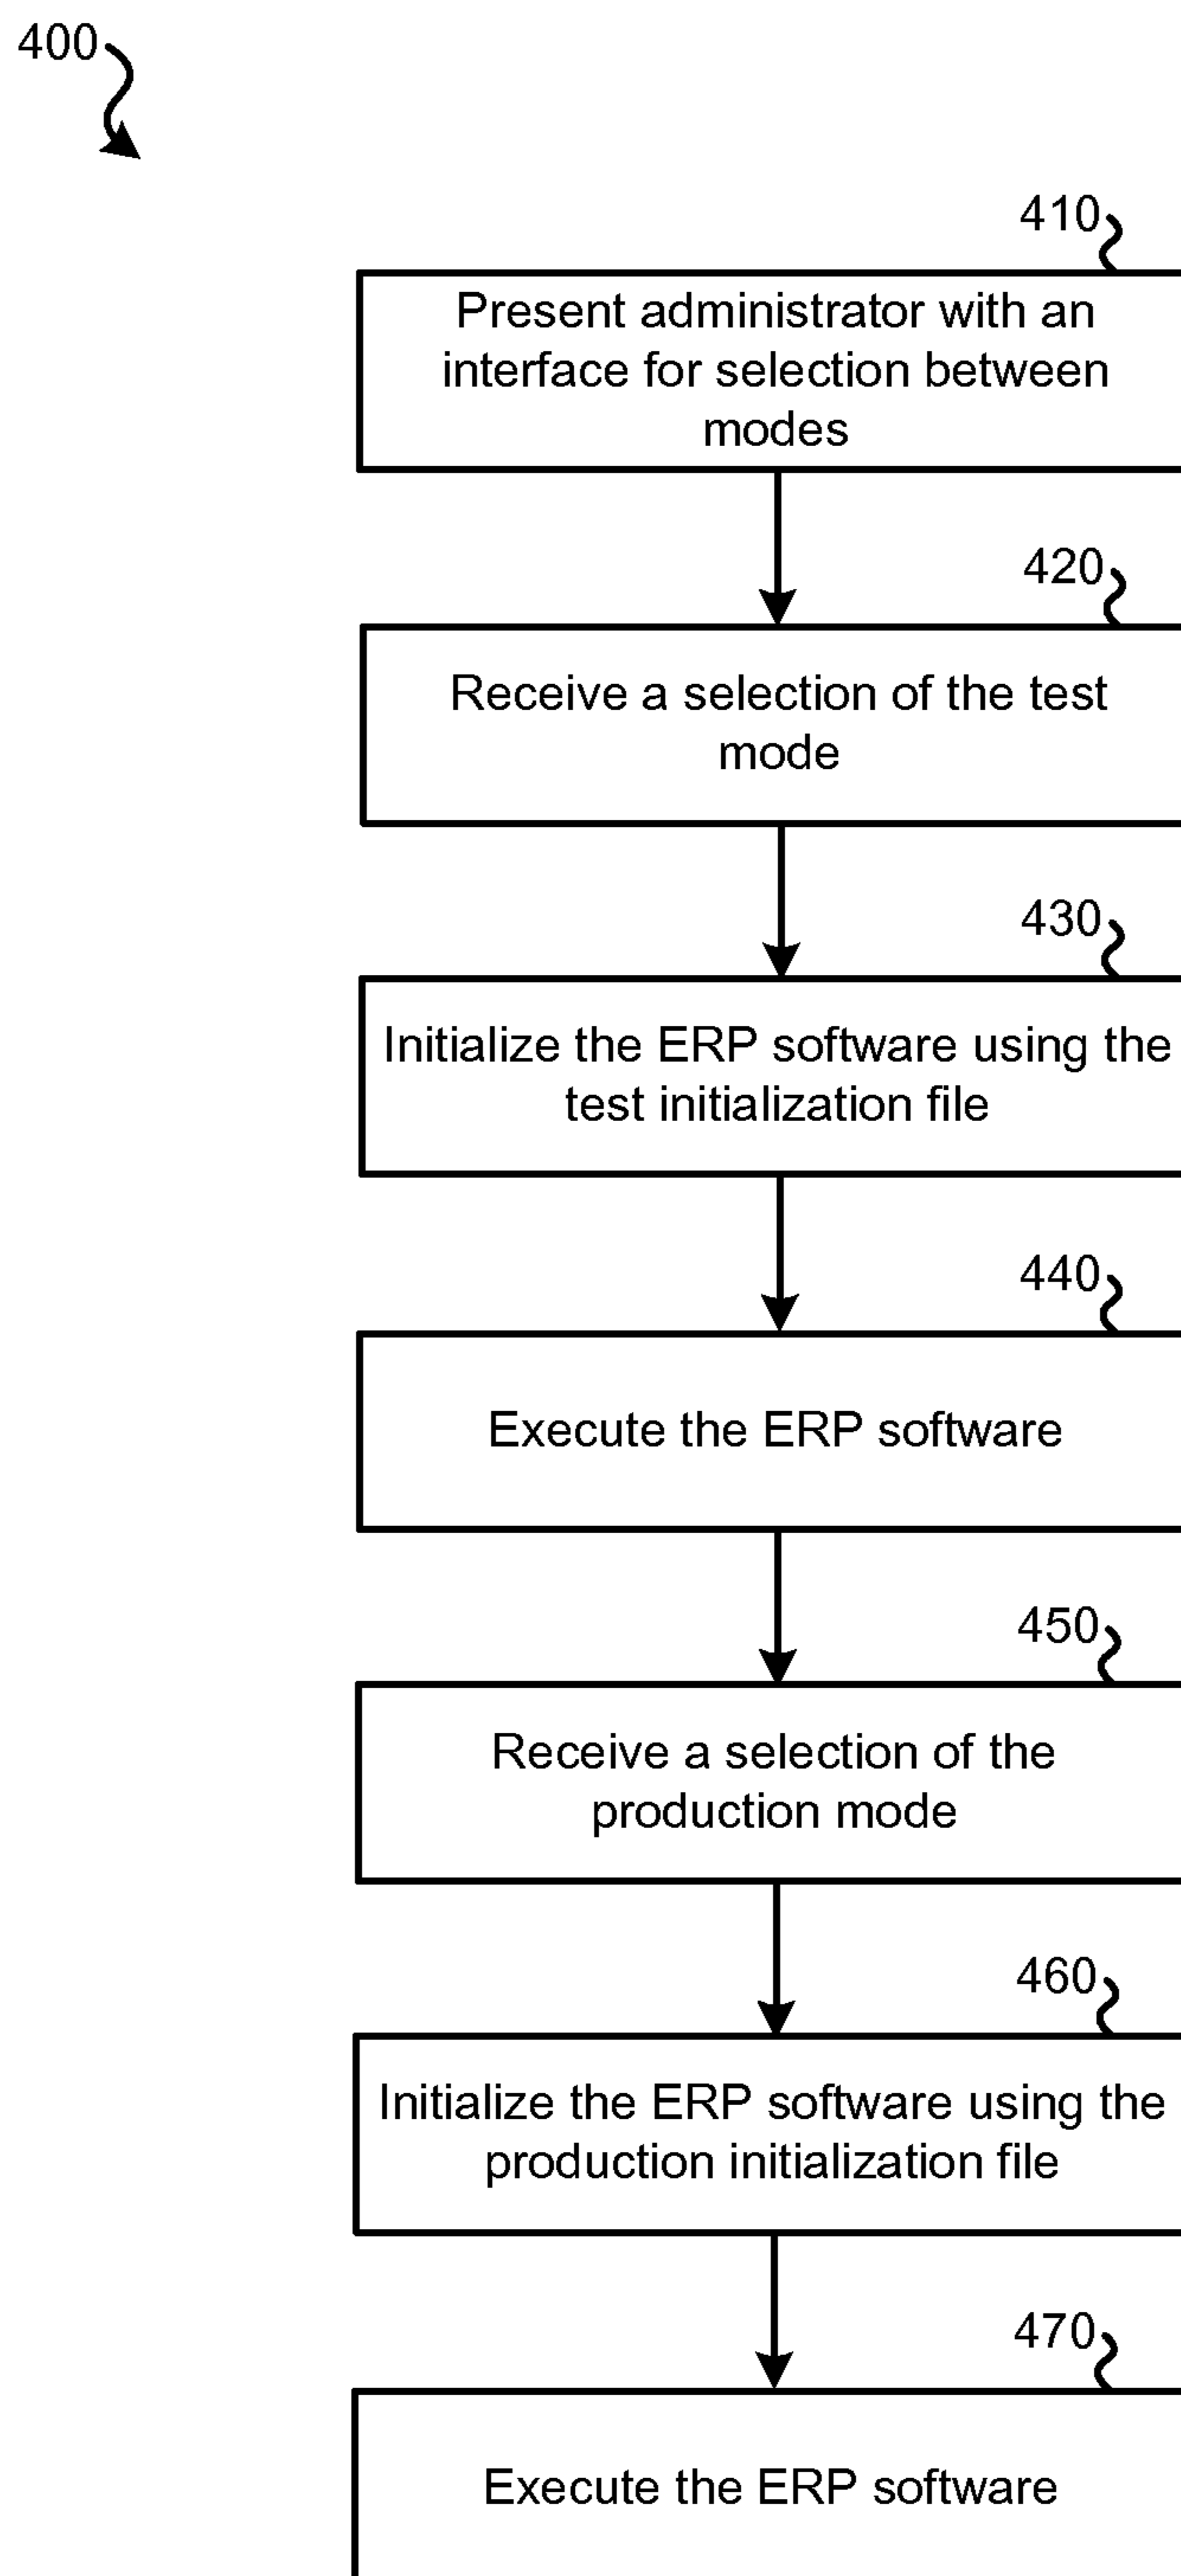 400
410
Present administrator with an
interface for selection between
modes
420
Receive a selection of the test
mode
430
Initialize the ERP software using the
test initialization file
440
Execute the ERP software
450
Receive a selection of the
production mode
460
Initialize the ERP software using the
production initialization file
470
Execute the ERP software